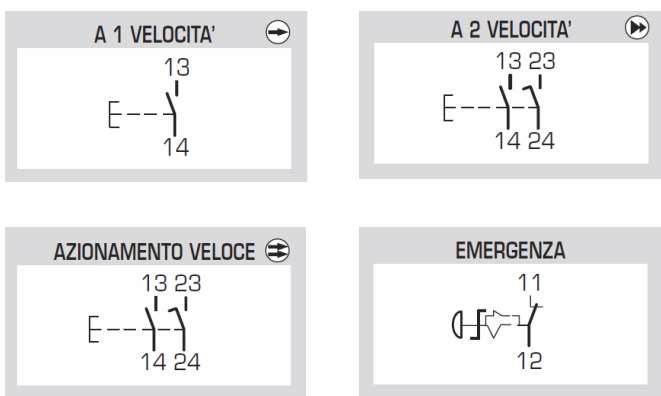 A 1 VELOCITA'
13
14
A 2 VELOCITA'
13 23
14 24
AZIONAMENTO VELOCE
13 23
14 24
EMERGENZA
11
12